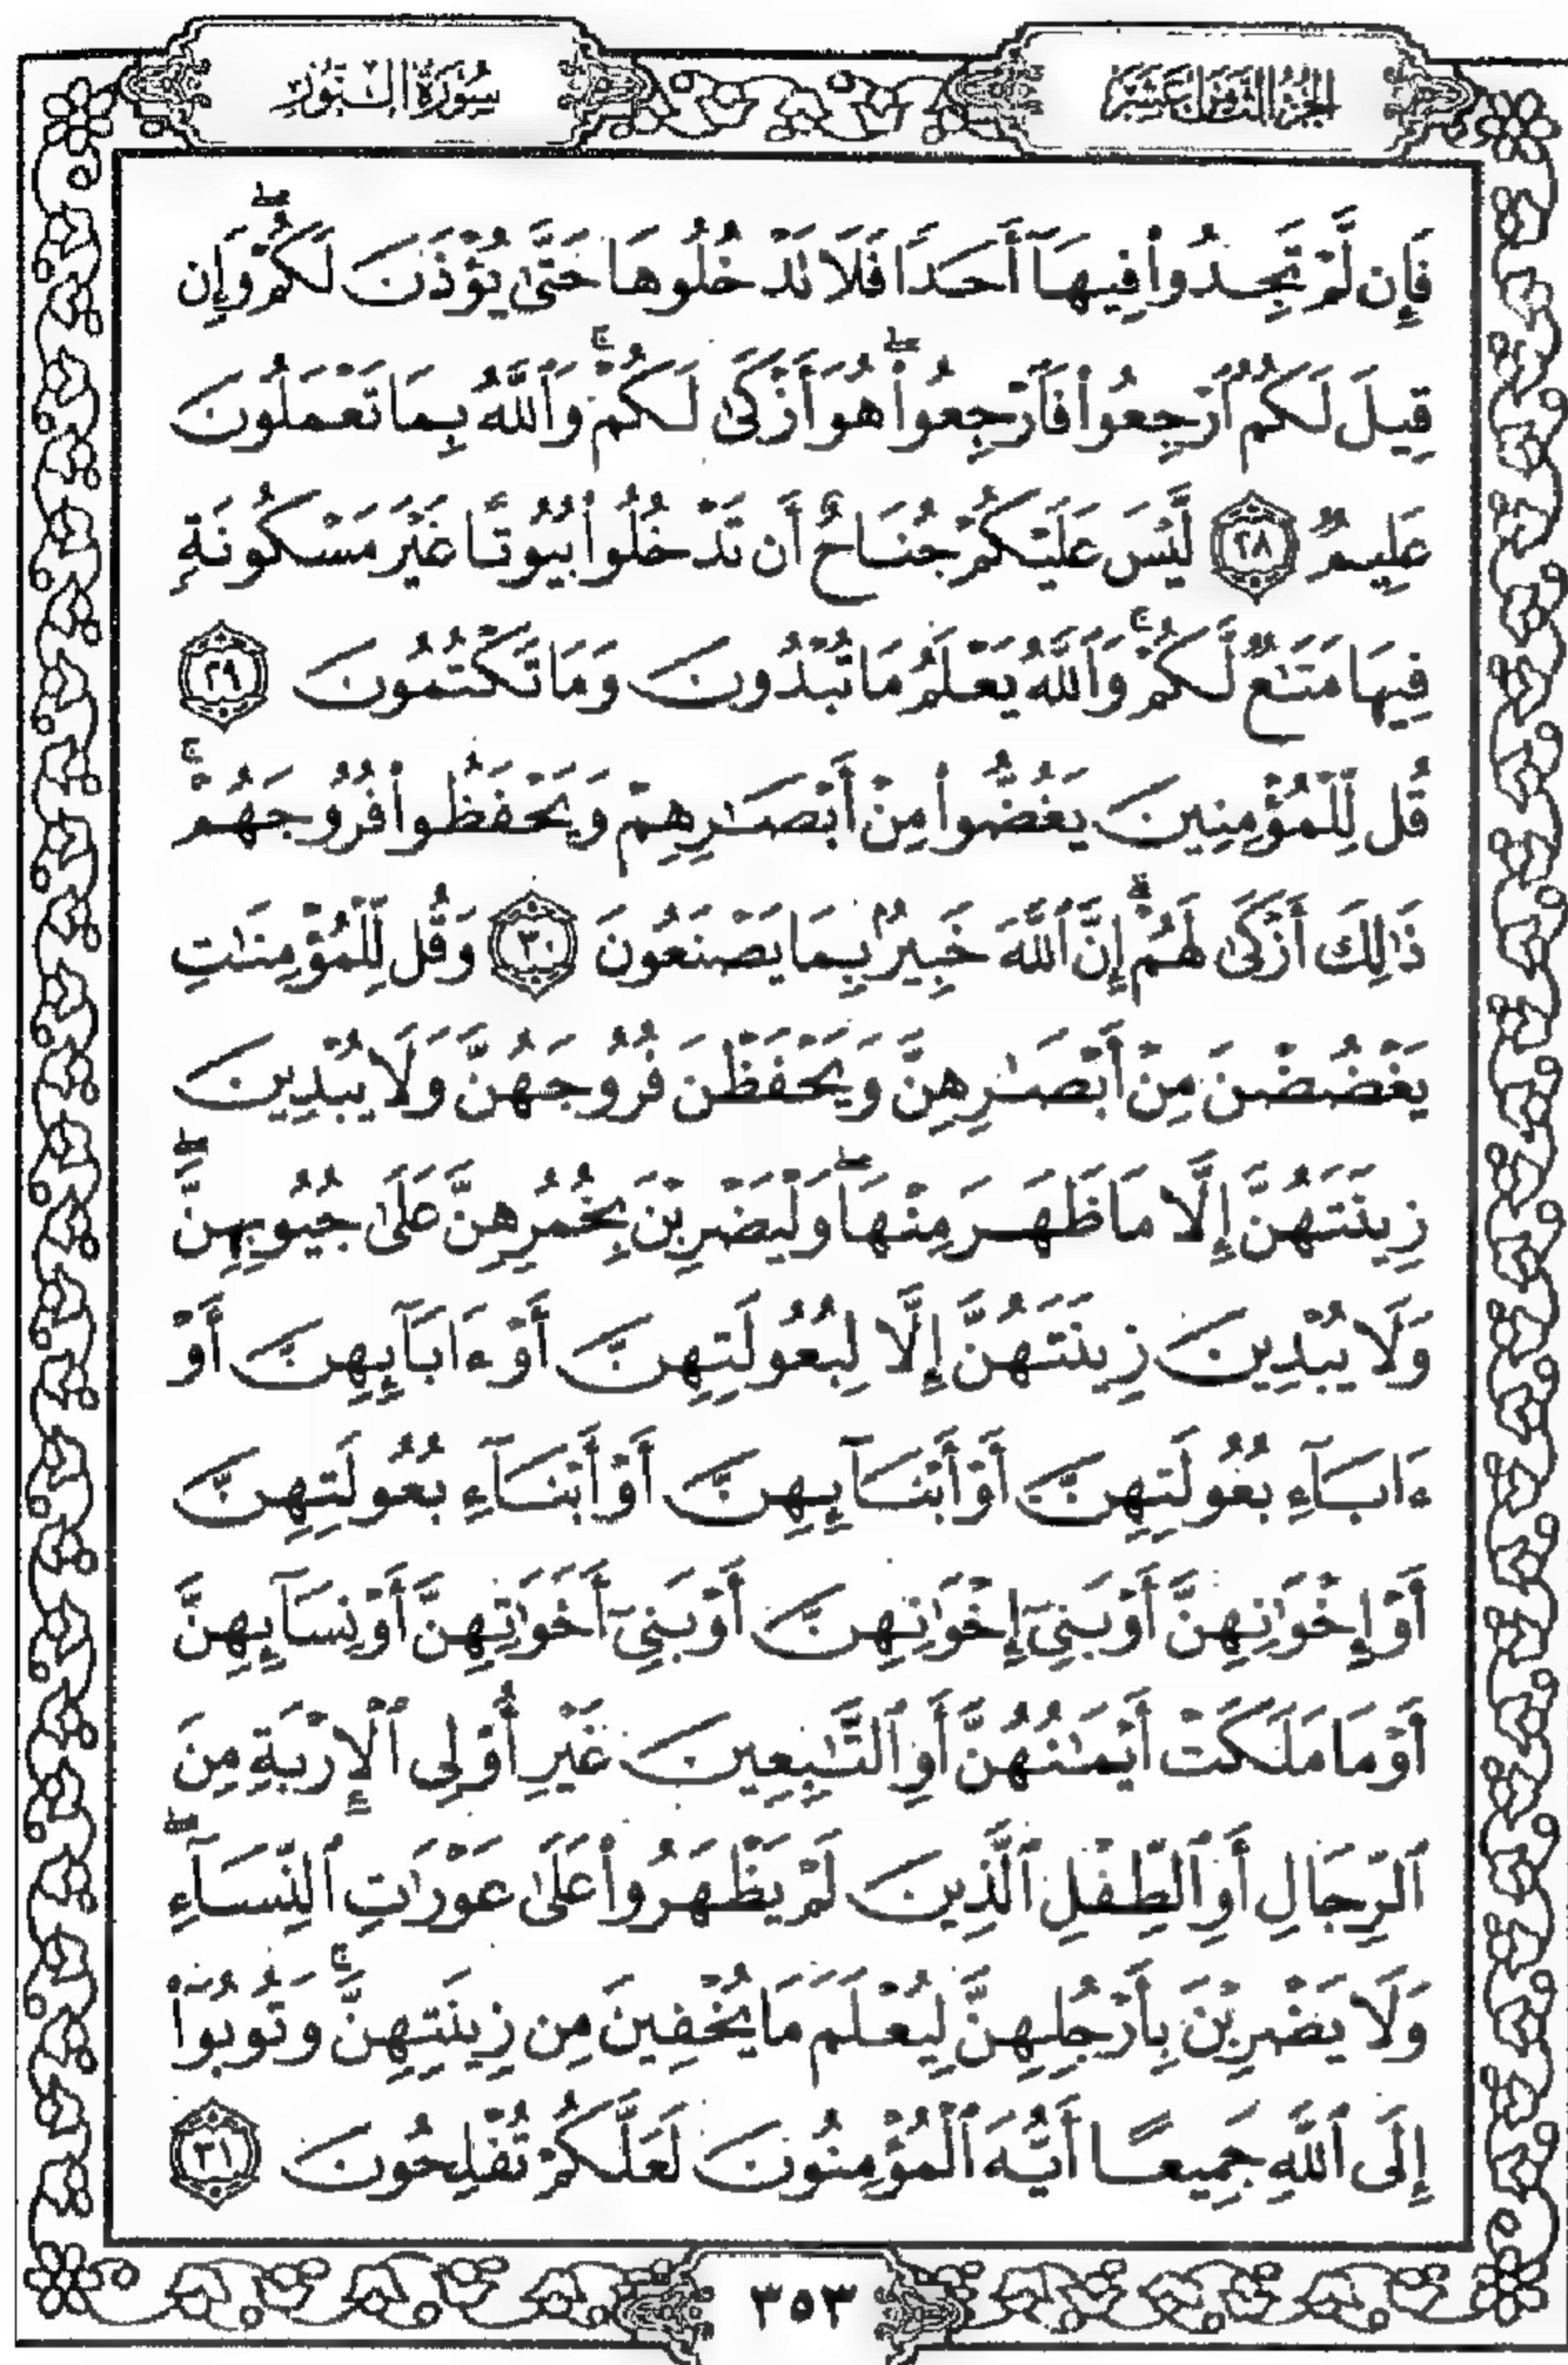 الجزء الثامن عشر
سورة النور
فَإِن لَّمْ تَجِدُوا۟ فِيهَآ أَحَدًا فَلَا تَدْخُلُوهَا حَتَّىٰ يُؤْذَنَ لَكُمْ ۖ وَإِن
قِيلَ لَكُمُ ٱرْجِعُوا۟ فَٱرْجِعُوا۟ ۖ هُوَ أَزْكَىٰ لَكُمْ ۚ وَٱللَّهُ بِمَا تَعْمَلُونَ
عَلِيمٌ ٢٨ لَّيْسَ عَلَيْكُمْ جُنَاحٌ أَن تَدْخُلُوا۟ بُيُوتًا غَيْرَ مَسْكُونَةٍ
فِيهَا مَتَـٰعٌ لَّكُمْ ۚ وَٱللَّهُ يَعْلَمُ مَا تُبْدُونَ وَمَا تَكْتُمُونَ ٢٩
قُل لِّلْمُؤْمِنِينَ يَغُضُّوا۟ مِنْ أَبْصَـٰرِهِمْ وَيَحْفَظُوا۟ فُرُوجَهُمْ ۚ
ذَٰلِكَ أَزْكَىٰ لَهُمْ ۗ إِنَّ ٱللَّهَ خَبِيرٌۢ بِمَا يَصْنَعُونَ ٣٠ وَقُل لِّلْمُؤْمِنَـٰتِ
يَغْضُضْنَ مِنْ أَبْصَـٰرِهِنَّ وَيَحْفَظْنَ فُرُوجَهُنَّ وَلَا يُبْدِينَ
زِينَتَهُنَّ إِلَّا مَا ظَهَرَ مِنْهَا ۖ وَلْيَضْرِبْنَ بِخُمُرِهِنَّ عَلَىٰ جُيُوبِهِنَّ ۖ
وَلَا يُبْدِينَ زِينَتَهُنَّ إِلَّا لِبُعُولَتِهِنَّ أَوْ ءَابَآئِهِنَّ أَوْ
ءَابَآءِ بُعُولَتِهِنَّ أَوْ أَبْنَآئِهِنَّ أَوْ أَبْنَآءِ بُعُولَتِهِنَّ
أَوْ إِخْوَٰنِهِنَّ أَوْ بَنِىٓ إِخْوَٰنِهِنَّ أَوْ بَنِىٓ أَخَوَٰتِهِنَّ أَوْ نِسَآئِهِنَّ
أَوْ مَا مَلَكَتْ أَيْمَـٰنُهُنَّ أَوِ ٱلتَّـٰبِعِينَ غَيْرِ أُو۟لِى ٱلْإِرْبَةِ مِنَ
ٱلرِّجَالِ أَوِ ٱلطِّفْلِ ٱلَّذِينَ لَمْ يَظْهَرُوا۟ عَلَىٰ عَوْرَٰتِ ٱلنِّسَآءِ ۖ
وَلَا يَضْرِبْنَ بِأَرْجُلِهِنَّ لِيُعْلَمَ مَا يُخْفِينَ مِن زِينَتِهِنَّ ۚ وَتُوبُوٓا۟
إِلَى ٱللَّهِ جَمِيعًا أَيُّهَ ٱلْمُؤْمِنُونَ لَعَلَّكُمْ تُفْلِحُونَ ٣١
٣٥٣